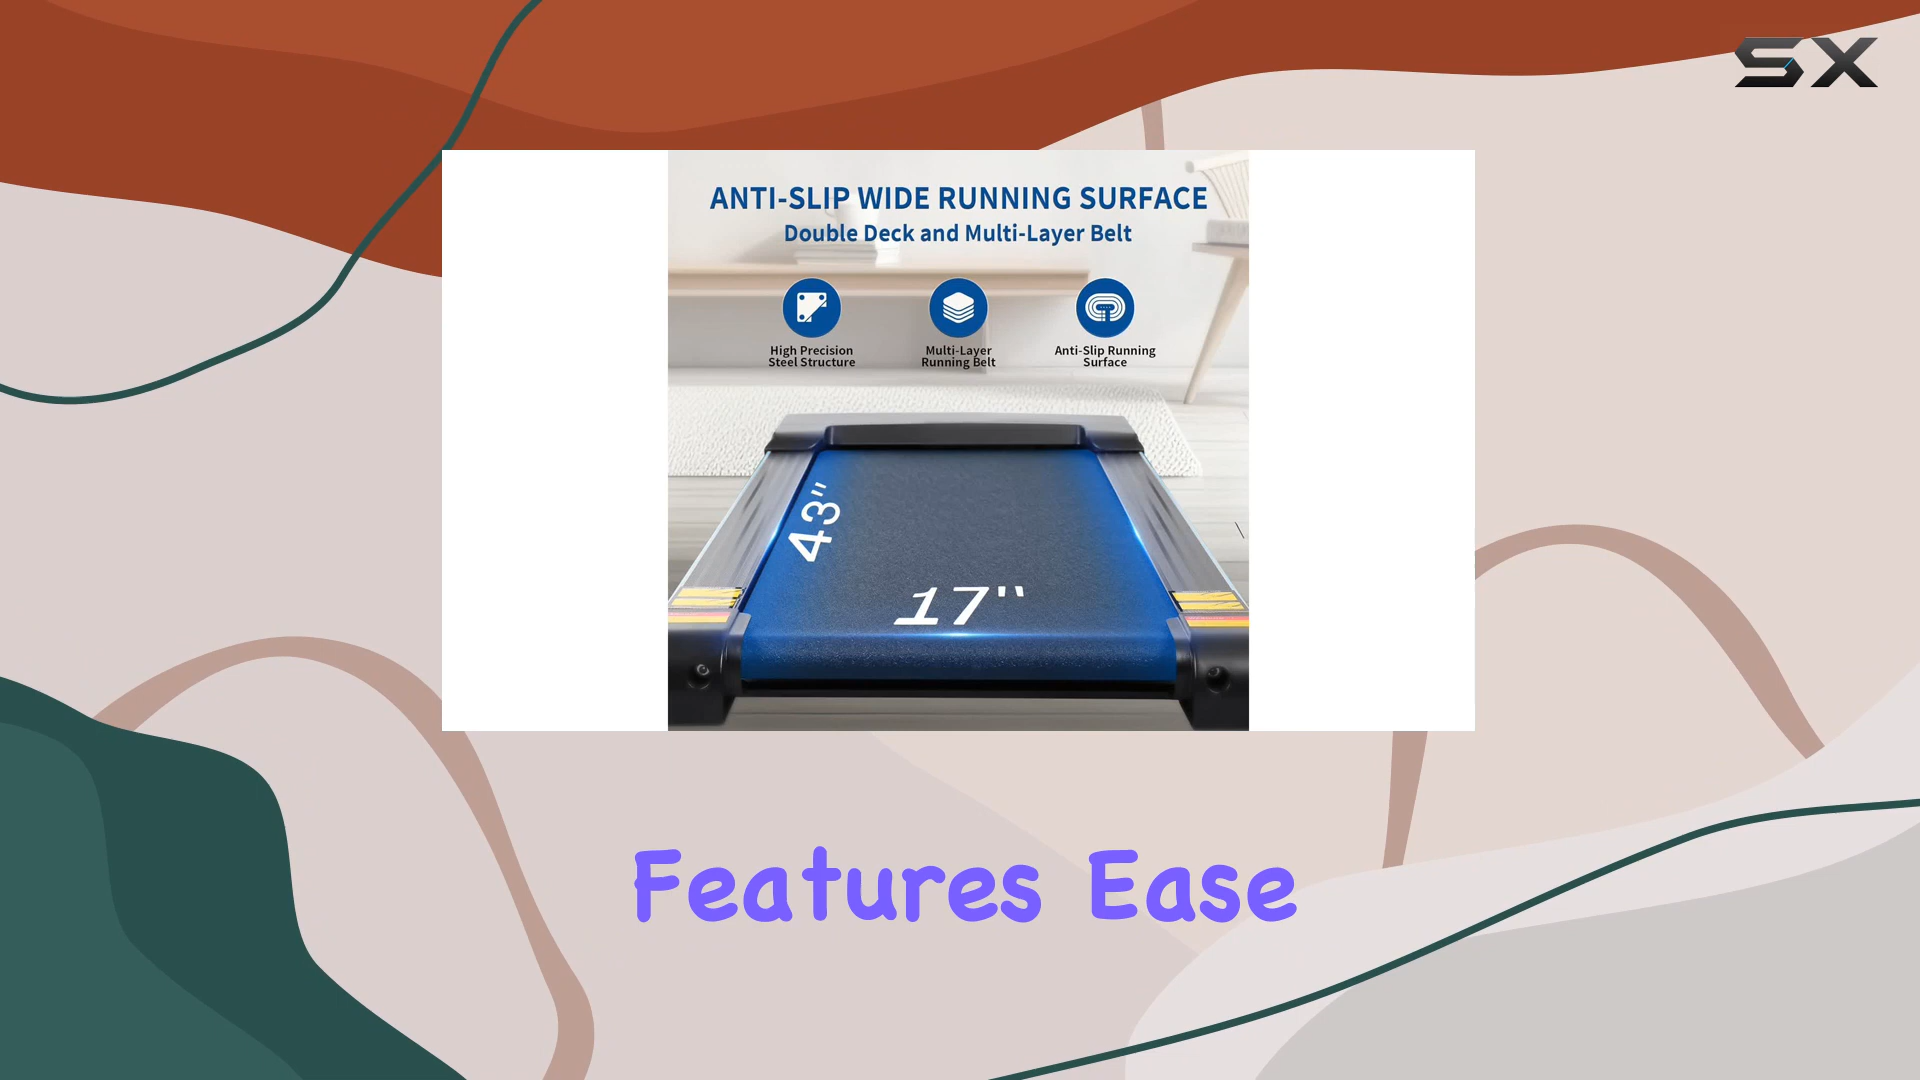 SX
ANTI-SLIP WIDE RUNNING SURFACE
Double Deck and Multi-Layer Belt
High Precision
Steel Structure
Multi-Layer
Running Belt
Anti-Slip Running
Surface
43"
17"
Features Ease